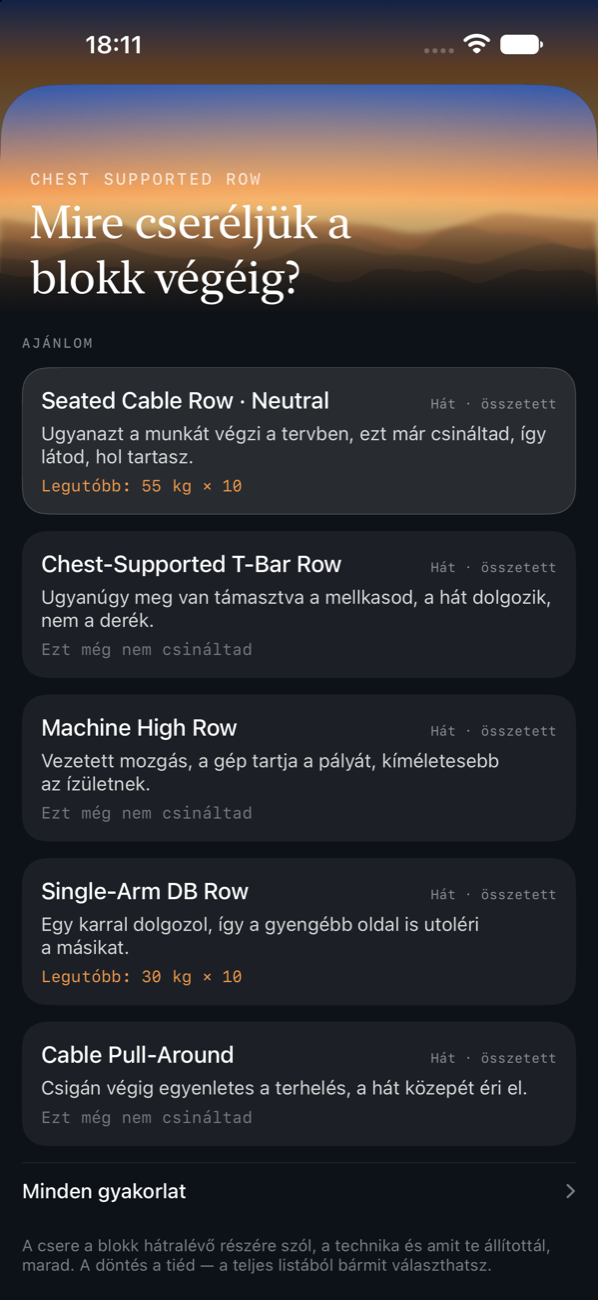 18:11
CHEST SUPPORTED ROW
Mire cseréljük a
blokk végéig?
AJÁNLOM
Seated Cable Row · Neutral
Hát · összetett
Ugyanazt a munkát végzi a tervben, ezt már csináltad, így
látod, hol tartasz.
Legutóbb: 55 kg × 10
Chest-Supported T-Bar Row
Hát · összetett
Ugyanúgy meg van támasztva a mellkasod, a hát dolgozik,
nem a derék.
Ezt még nem csináltad
Machine High Row
Hát · összetett
Vezetett mozgás, a gép tartja a pályát, kíméletesebb
az ízületnek.
Ezt még nem csináltad
Single-Arm DB Row
Hát · összetett
Egy karral dolgozol, így a gyengébb oldal is utoléri
a másikat.
Legutóbb: 30 kg × 10
Cable Pull-Around
Hát · összetett
Csigán végig egyenletes a terhelés, a hát közepét éri el.
Ezt még nem csináltad
Minden gyakorlat
A csere a blokk hátralévő részére szól, a technika és amit te állítottál,
marad. A döntés a tiéd — a teljes listából bármit választhatsz.